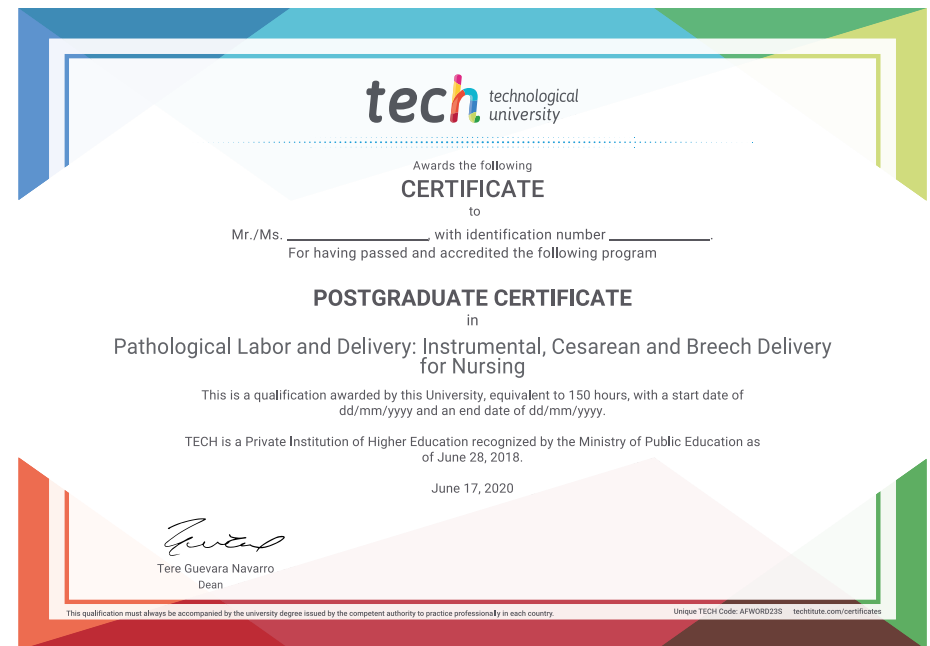 tech technological
university
Awards the following
CERTIFICATE
to
Mr./Ms. ____________________, with identification number ______________.
For having passed and accredited the following program
POSTGRADUATE CERTIFICATE
in
Pathological Labor and Delivery: Instrumental, Cesarean and Breech Delivery
for Nursing
This is a qualification awarded by this University, equivalent to 150 hours, with a start date of
dd/mm/yyyy and an end date of dd/mm/yyyy.
TECH is a Private Institution of Higher Education recognized by the Ministry of Public Education as
of June 28, 2018.
June 17, 2020
Tere Guevara Navarro
Dean
This qualification must always be accompanied by the university degree issued by the competent authority to practice professionally in each country.
Unique TECH Code: AFWORD23S techtitute.com/certificates